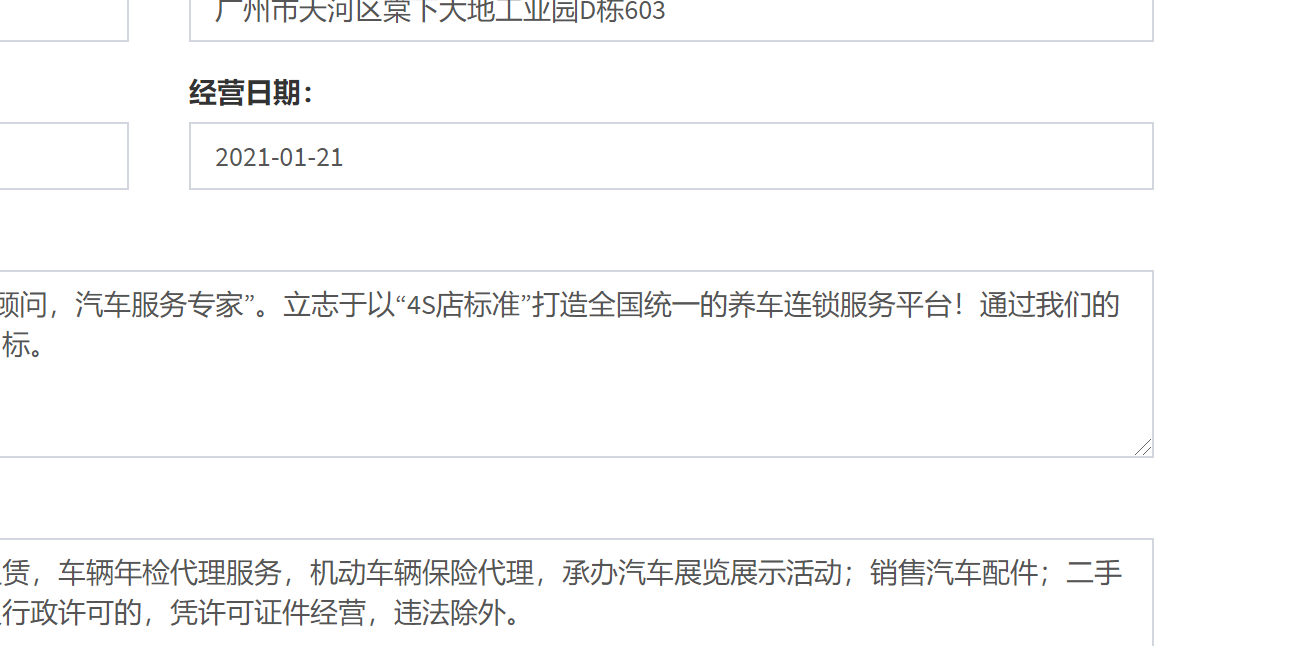 广州市天河区棠下大地工业园D栋603
经营日期：
2021-01-21
顾问，汽车服务专家”。立志于以“4S店标准”打造全国统一的养车连锁服务平台！通过我们的
标。
赁，车辆年检代理服务，机动车辆保险代理，承办汽车展览展示活动；销售汽车配件；二手
行政许可的，凭许可证件经营，违法除外。